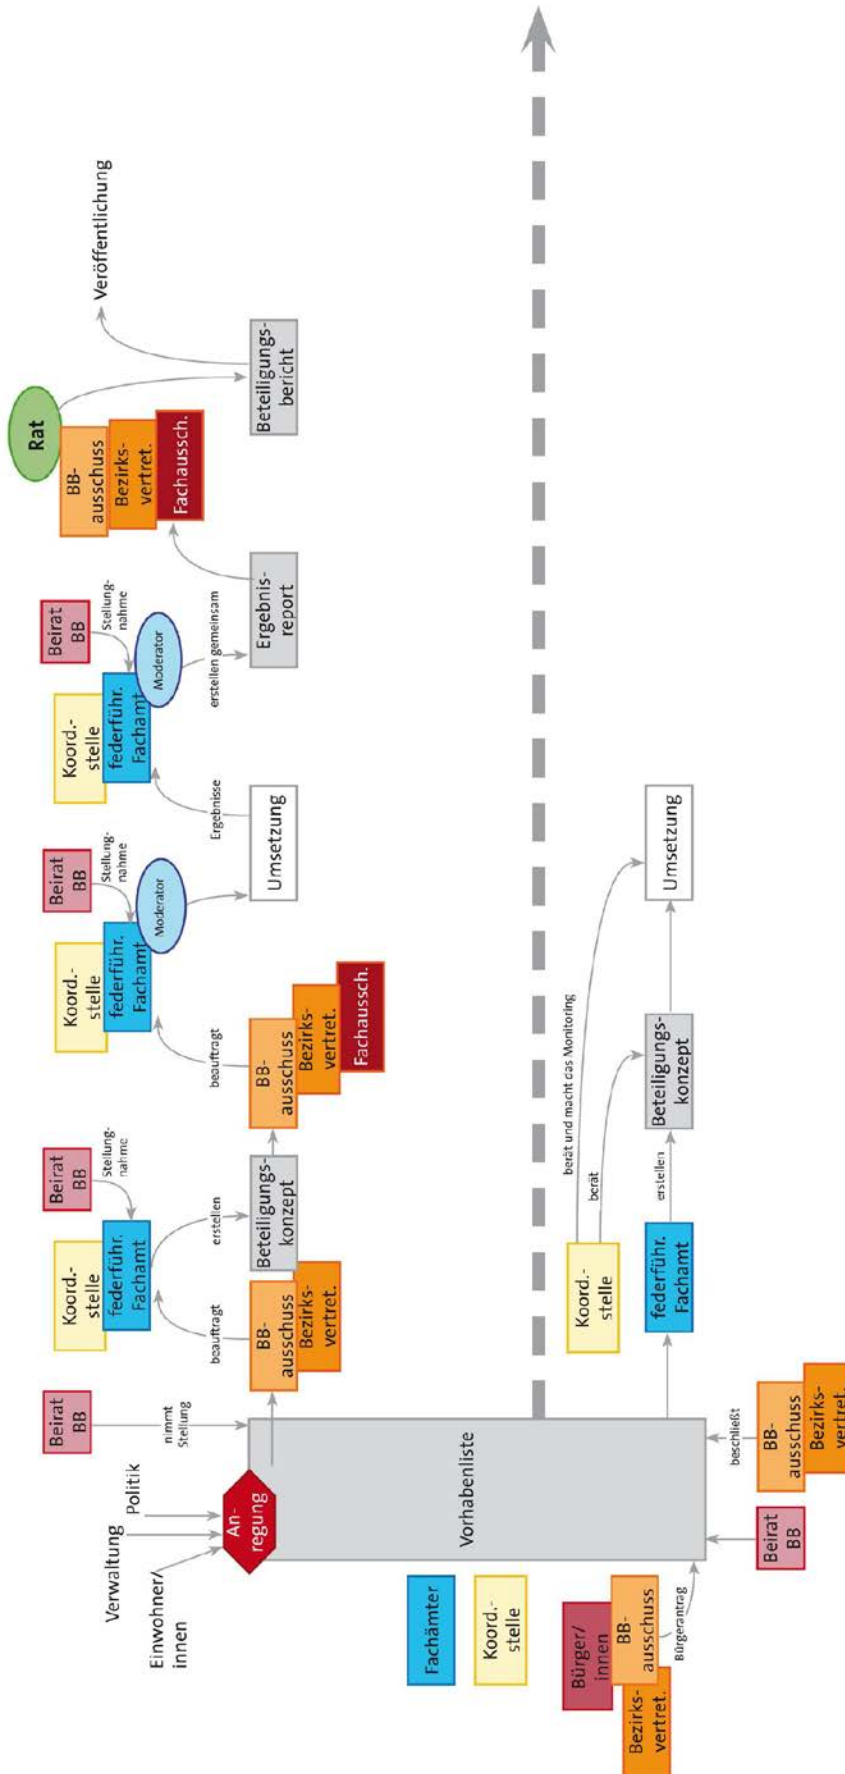 Verwaltung
Politik
Einwohner/
innen
An-
regung
Beirat
BB
nimmt
Stellung
Vorhabenliste
Fachämter
Koord.-
stelle
Bürger/
innen
BB-
ausschuss
Bezirks-
vertret.
Bürgerantrag
Beirat
BB
BB-
ausschuss
Bezirks-
vertret.
beschließt
BB-
ausschuss
Bezirks-
vertret.
beauftragt
Koord.-
stelle
federführ.
Fachamt
Beirat
BB
Stellung-
nahme
erstellen
Beteiligungs-
konzept
BB-
ausschuss
Bezirks-
vertret.
Fachaussch.
beauftragt
Koord.-
stelle
federführ.
Fachamt
Beirat
BB
Stellung-
nahme
Moderator
Umsetzung
Ergebnisse
Koord.-
stelle
federführ.
Fachamt
Beirat
BB
Stellung-
nahme
Moderator
erstellen gemeinsam
Ergebnis-
report
Rat
BB-
ausschuss
Bezirks-
vertret.
Fachaussch.
Beteiligungs-
bericht
Veröffentlichung
Koord.-
stelle
berät und macht das Monitoring
berät
federführ.
Fachamt
erstellen
Beteiligungs-
konzept
Umsetzung